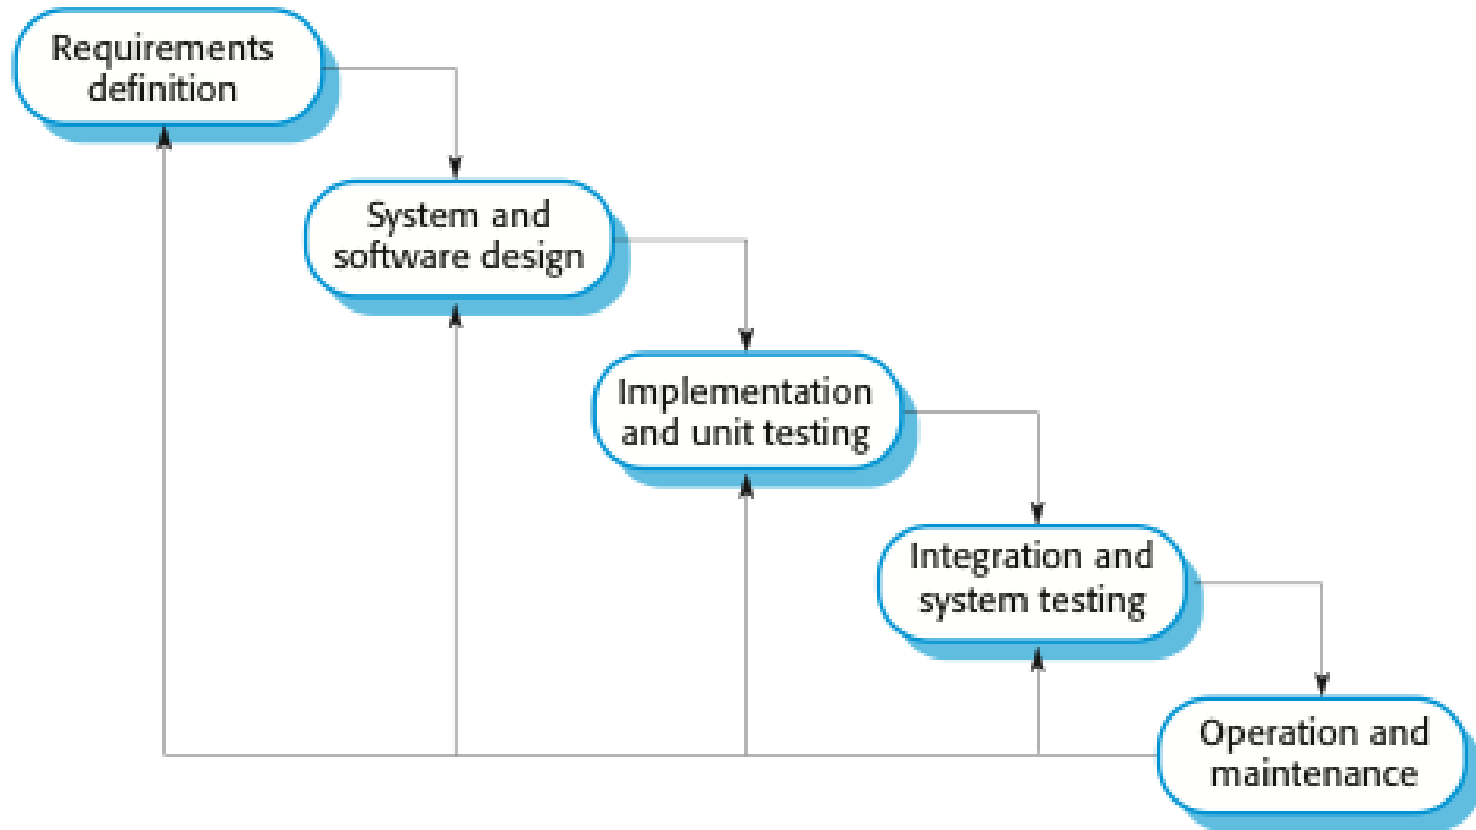 Requirements
definition
System and
software design
Implementation
and unit testing
Integration and
system testing
Operation and
maintenance